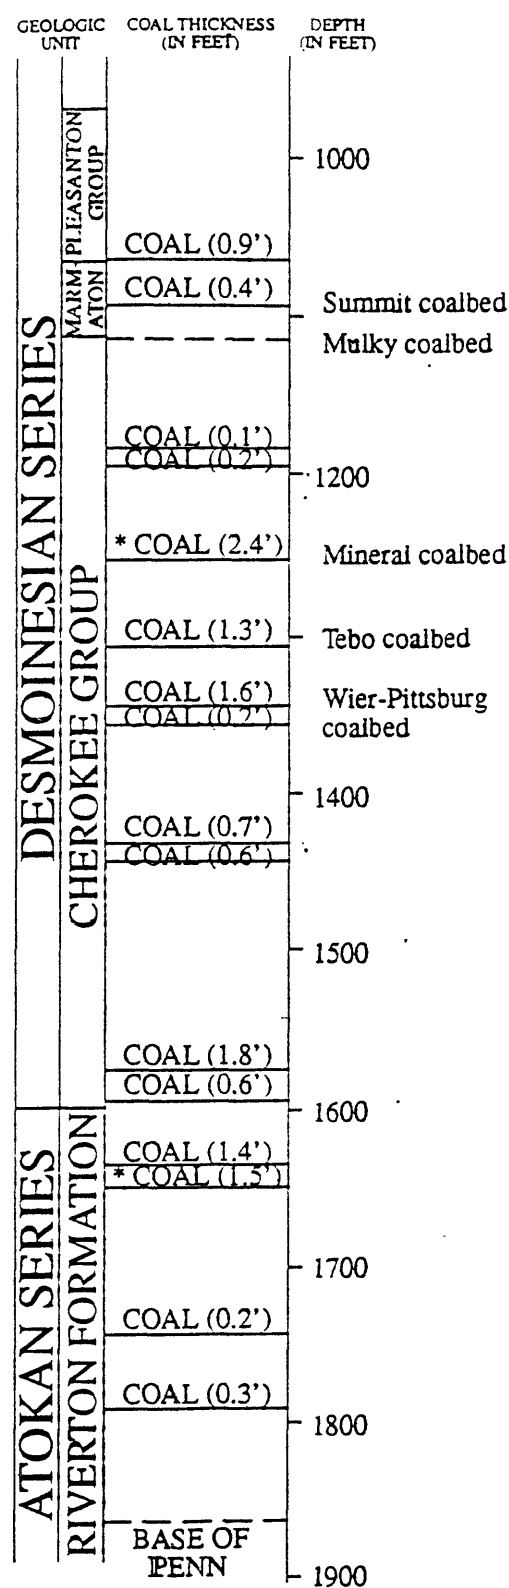 GEOLOGIC UNIT
COAL THICKNESS (IN FEET)
DEPTH (IN FEET)
DESMOINESIAN SERIES
ATOKAN SERIES
PLEASANTON GROUP
MARM-ATON
CHEROKEE GROUP
RIVERTON FORMATION
1000
COAL (0.9')
COAL (0.4')
Summit coalbed
Mulky coalbed
COAL (0.1')
COAL (0.2')
1200
* COAL (2.4')
Mineral coalbed
COAL (1.3')
Tebo coalbed
COAL (1.6')
Wier-Pittsburg
COAL (0.2')
coalbed
1400
COAL (0.7')
COAL (0.6')
1500
COAL (1.8')
COAL (0.6')
1600
COAL (1.4')
* COAL (1.5')
1700
COAL (0.2')
COAL (0.3')
1800
BASE OF
PENN
1900